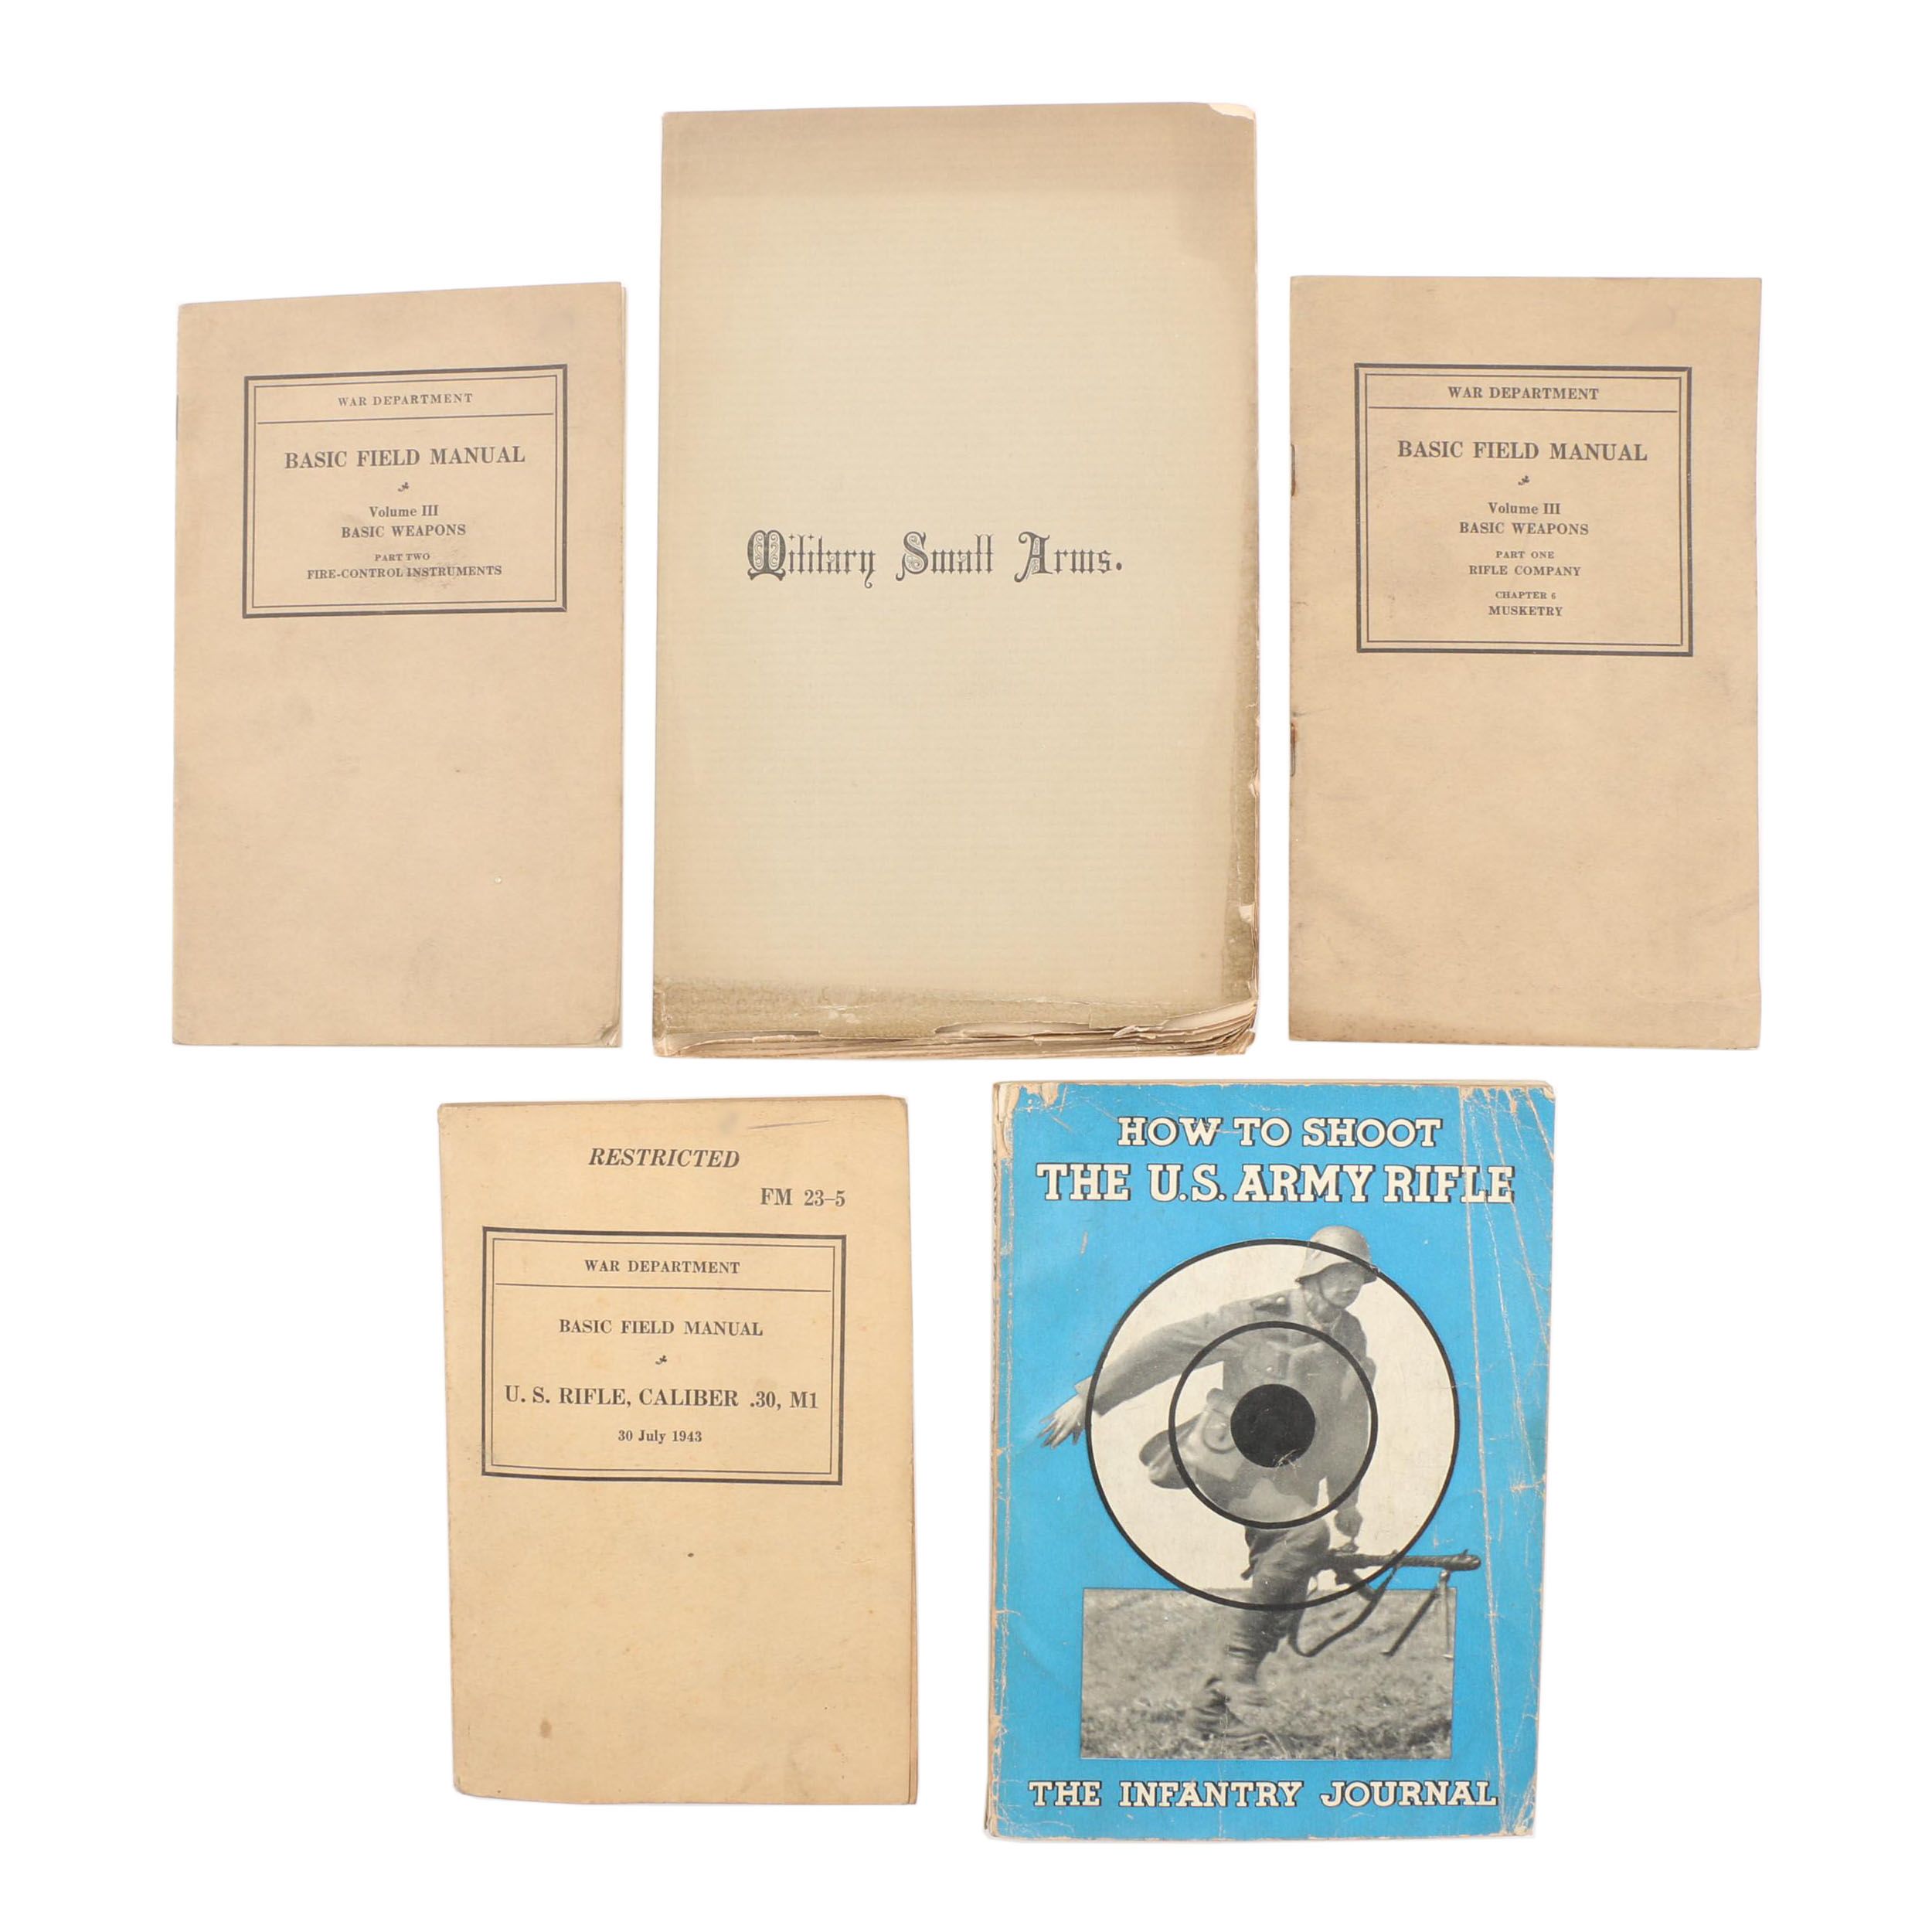 WAR DEPARTMENT
BASIC FIELD MANUAL
Volume III
BASIC WEAPONS
PART TWO
FIRE-CONTROL INSTRUMENTS
Military Small Arms.
WAR DEPARTMENT
BASIC FIELD MANUAL
Volume III
BASIC WEAPONS
PART ONE
RIFLE COMPANY
CHAPTER 6
MUSKETRY
RESTRICTED
FM 23–5
WAR DEPARTMENT
BASIC FIELD MANUAL
U. S. RIFLE, CALIBER .30, M1
30 July 1943
HOW TO SHOOT
THE U.S. ARMY RIFLE
THE INFANTRY JOURNAL